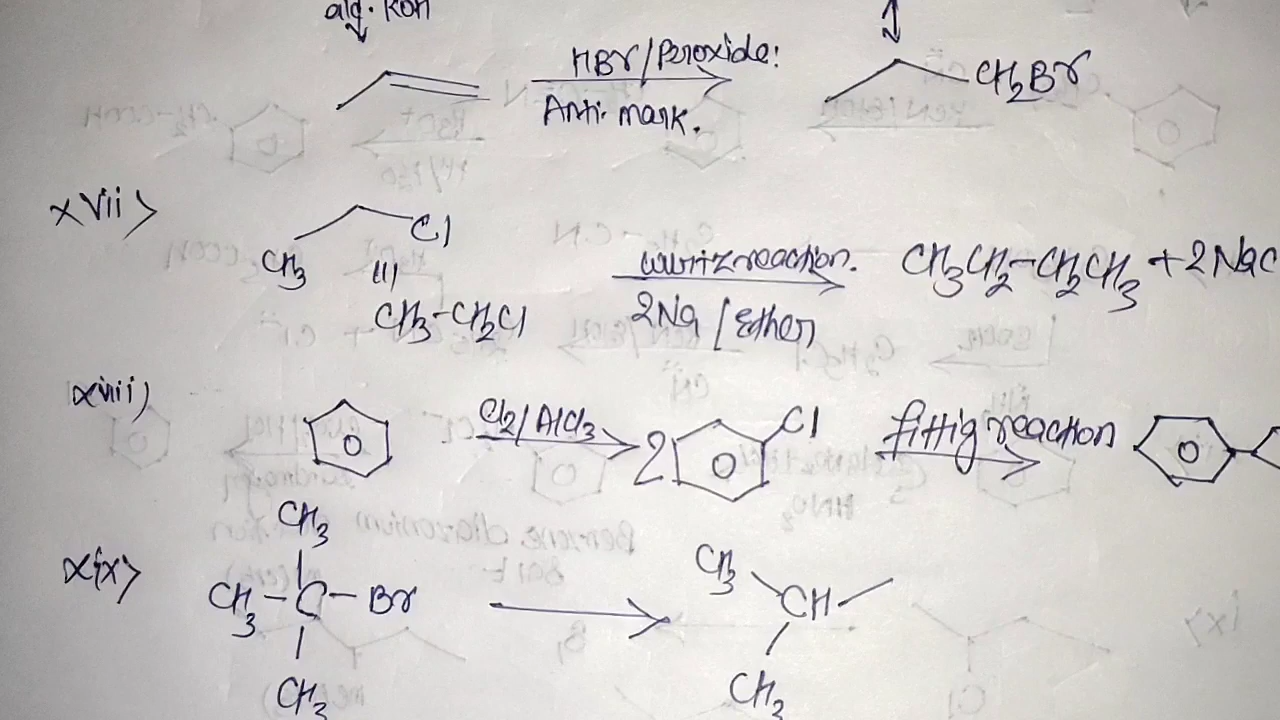 alq. KOH
HBr/Peroxide:
Anti. mark.
CH2Br
xvii>
CH3
Cl
CH3-CH2Cl
wurtz reaction.
2Na / Ether
CH3CH2-CH2CH3 + 2Nac
xviii)
Cl2/AlCl3
2
Cl
fittig reaction
xix>
CH3
CH3-C-Br
CH3
CH3
CH
CH3